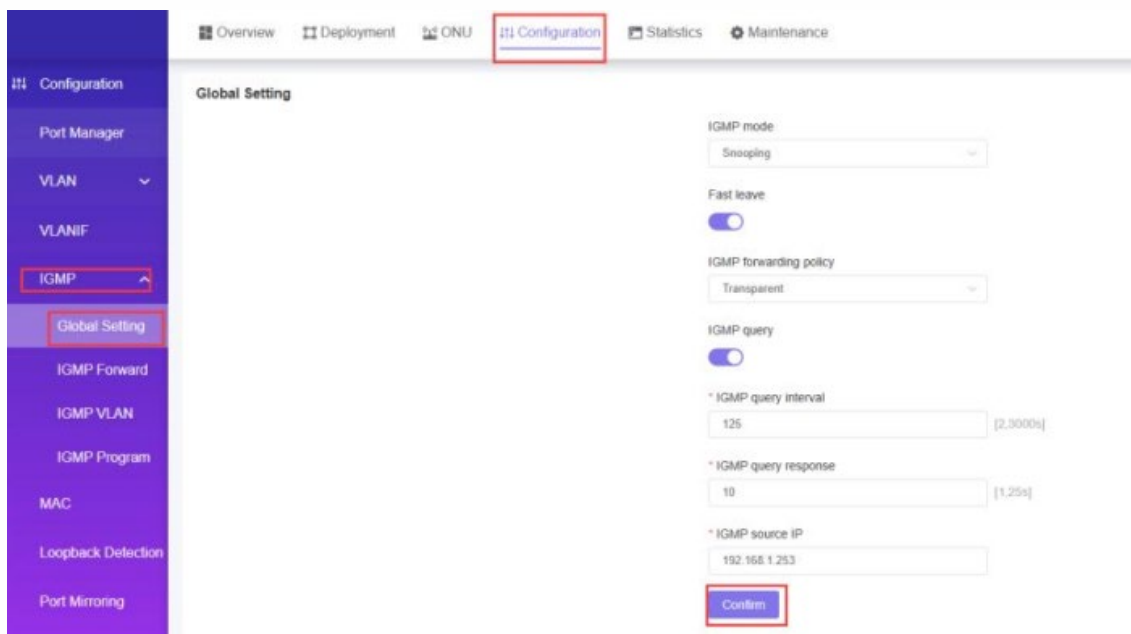 Overview Deployment ONU Configuration Statistics Maintenance
Configuration
Port Manager
VLAN
VLANIF
IGMP
Global Setting
IGMP Forward
IGMP VLAN
IGMP Program
MAC
Loopback Detection
Port Mirroring
Global Setting
IGMP mode
Snooping
Fast leave
IGMP forwarding policy
Transparent
IGMP query
* IGMP query interval
125 [2,3000s]
* IGMP query response
10 [1,25s]
* IGMP source IP
192.168.1.253
Confirm